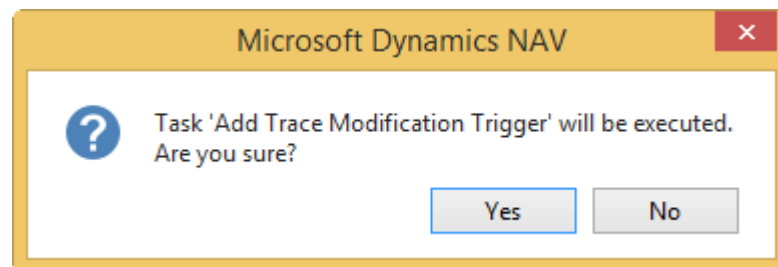 Microsoft Dynamics NAV
Task 'Add Trace Modification Trigger' will be executed.
Are you sure?
Yes No